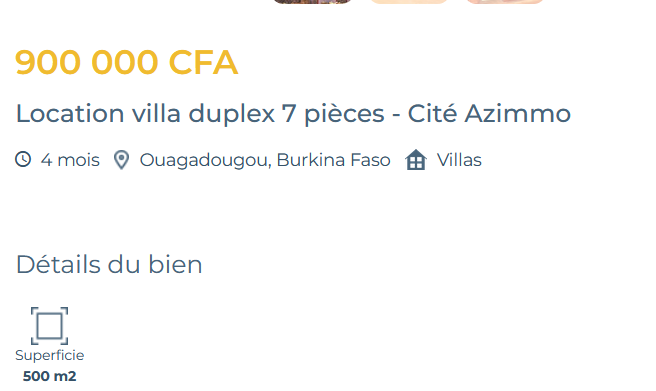 900 000 CFA
Location villa duplex 7 pièces - Cité Azimmo
4 mois Ouagadougou, Burkina Faso Villas
Détails du bien
Superficie
500 m2